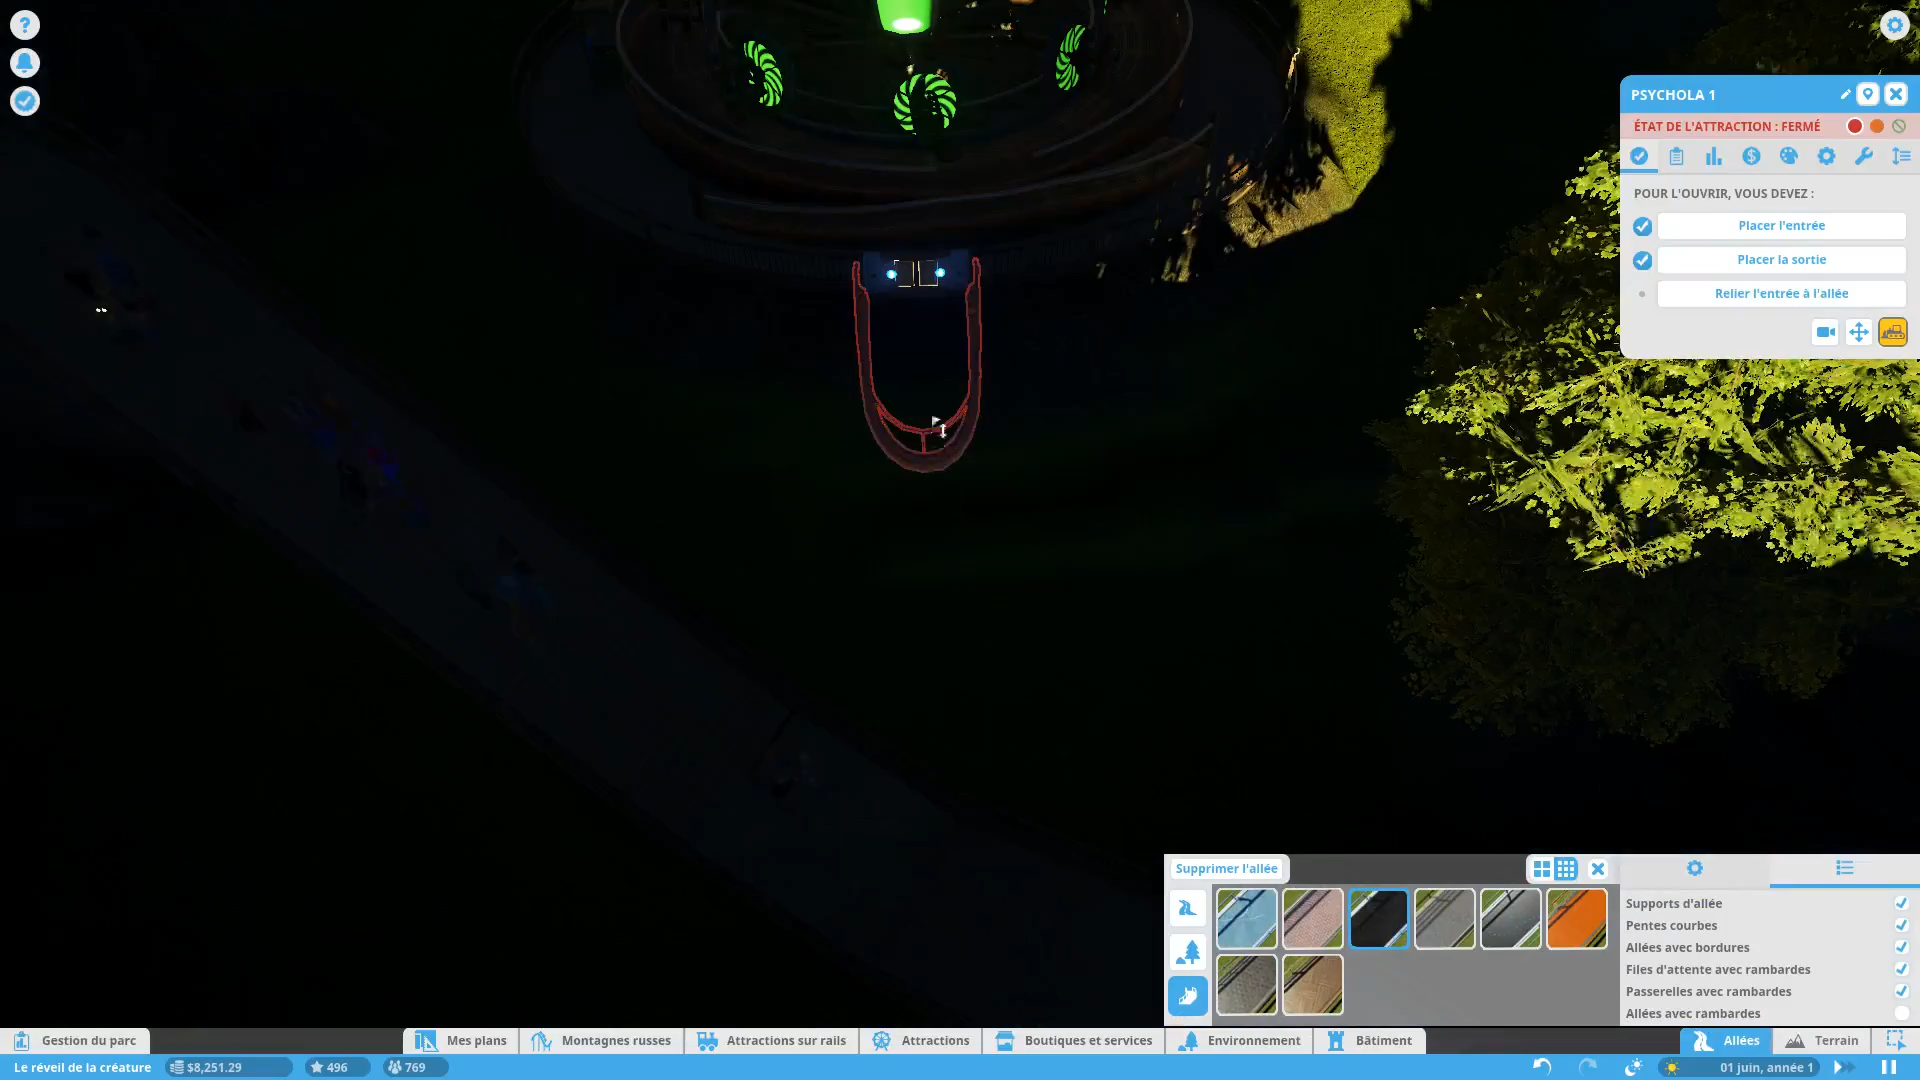 PSYCHOLA 1
ÉTAT DE L'ATTRACTION : FERMÉ
POUR L'OUVRIR, VOUS DEVEZ :
Placer l'entrée
Placer la sortie
Relier l'entrée à l'allée
Supprimer l'allée
Supports d'allée
Pentes courbes
Allées avec bordures
Files d'attente avec rambardes
Passerelles avec rambardes
Allées avec rambardes
Gestion du parc
Mes plans
Montagnes russes
Attractions sur rails
Attractions
Boutiques et services
Environnement
Bâtiment
Allées
Terrain
Le réveil de la créature
$8,251.29
496
769
01 juin, année 1